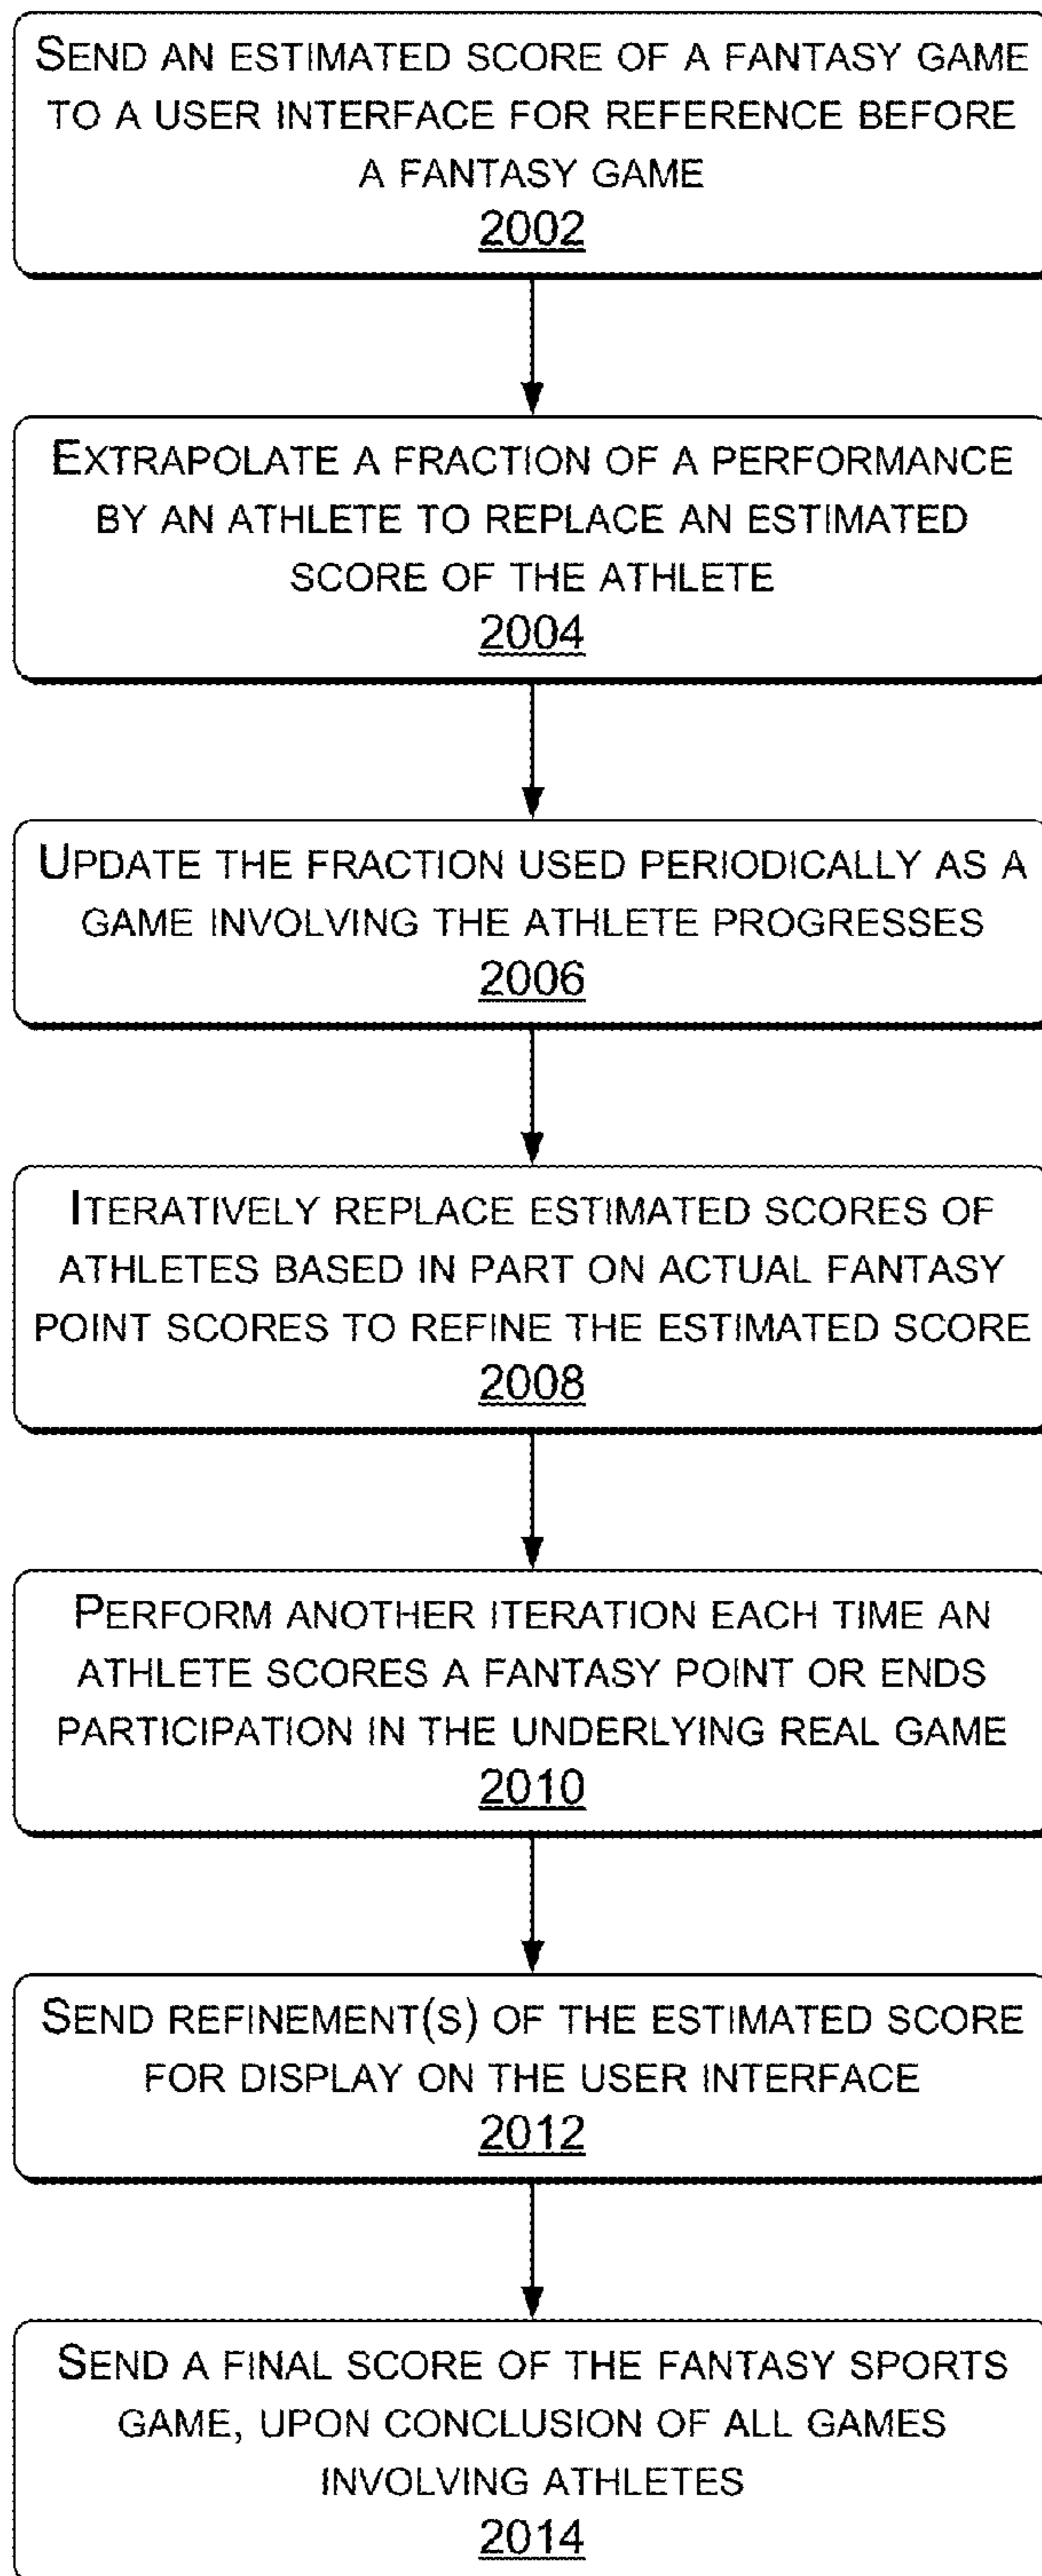 SEND AN ESTIMATED SCORE OF A FANTASY GAME
TO A USER INTERFACE FOR REFERENCE BEFORE
A FANTASY GAME
2002
EXTRAPOLATE A FRACTION OF A PERFORMANCE
BY AN ATHLETE TO REPLACE AN ESTIMATED
SCORE OF THE ATHLETE
2004
UPDATE THE FRACTION USED PERIODICALLY AS A
GAME INVOLVING THE ATHLETE PROGRESSES
2006
ITERATIVELY REPLACE ESTIMATED SCORES OF
ATHLETES BASED IN PART ON ACTUAL FANTASY
POINT SCORES TO REFINE THE ESTIMATED SCORE
2008
PERFORM ANOTHER ITERATION EACH TIME AN
ATHLETE SCORES A FANTASY POINT OR ENDS
PARTICIPATION IN THE UNDERLYING REAL GAME
2010
SEND REFINEMENT(S) OF THE ESTIMATED SCORE
FOR DISPLAY ON THE USER INTERFACE
2012
SEND A FINAL SCORE OF THE FANTASY SPORTS
GAME, UPON CONCLUSION OF ALL GAMES
INVOLVING ATHLETES
2014